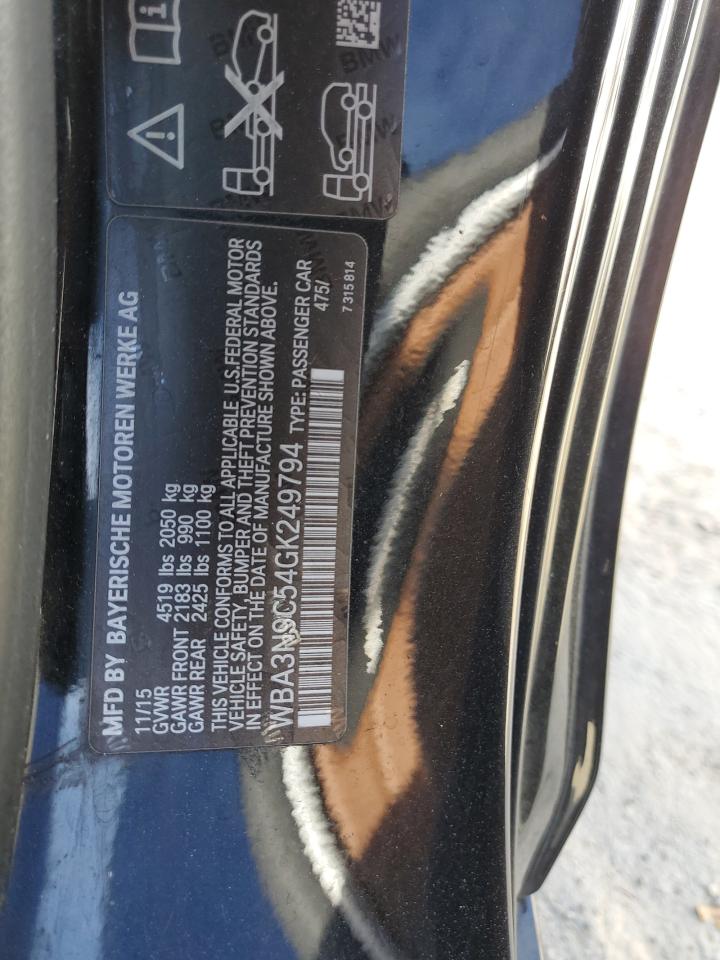 MFD BY BAYERISCHE MOTOREN WERKE AG
11/15
GVWR 4519 lbs 2050 kg
GAWR FRONT 2183 lbs 990 kg
GAWR REAR 2425 lbs 1100 kg
THIS VEHICLE CONFORMS TO ALL APPLICABLE U.S.FEDERAL MOTOR
VEHICLE SAFETY, BUMPER AND THEFT PREVENTION STANDARDS
IN EFFECT ON THE DATE OF MANUFACTURE SHOWN ABOVE.
WBA3N9C54GK249794 TYPE: PASSENGER CAR
475/
7 315 814